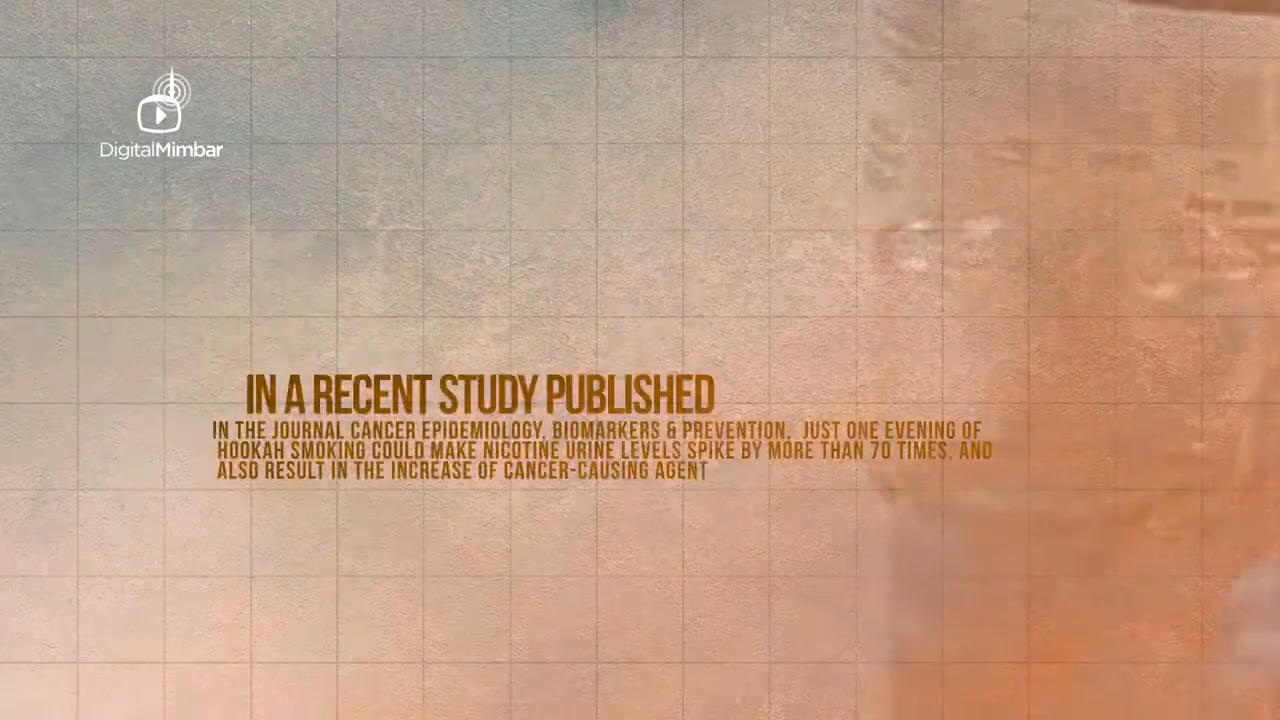 DigitalMimbar
IN A RECENT STUDY PUBLISHED
IN THE JOURNAL CANCER EPIDEMIOLOGY, BIOMARKERS & PREVENTION, JUST ONE EVENING OF
HOOKAH SMOKING COULD MAKE NICOTINE URINE LEVELS SPIKE BY MORE THAN 70 TIMES, AND
ALSO RESULT IN THE INCREASE OF CANCER-CAUSING AGENT